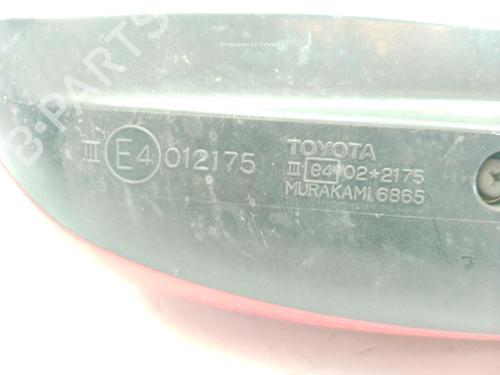 B-PARTS
III E4 012175
TOYOTA
III e4 02*2175
MURAKAMI 6865